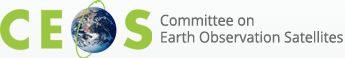 CEOS
Committee on
Earth Observation Satellites